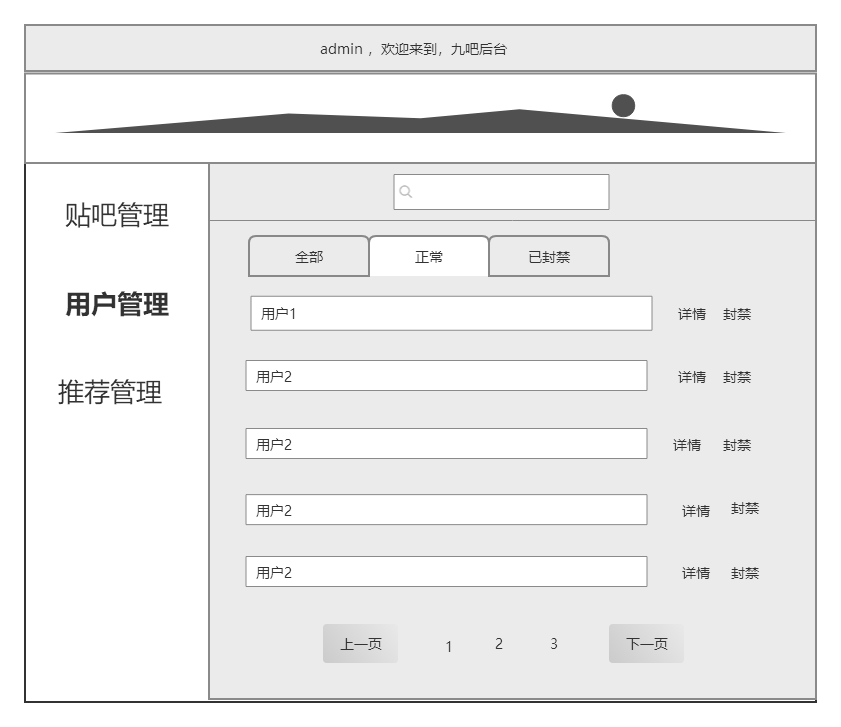 admin ，欢迎来到，九吧后台
贴吧管理
用户管理
推荐管理
全部 正常 已封禁
用户1 详情 封禁
用户2 详情 封禁
用户2 详情 封禁
用户2 详情 封禁
用户2 详情 封禁
上一页 1 2 3 下一页